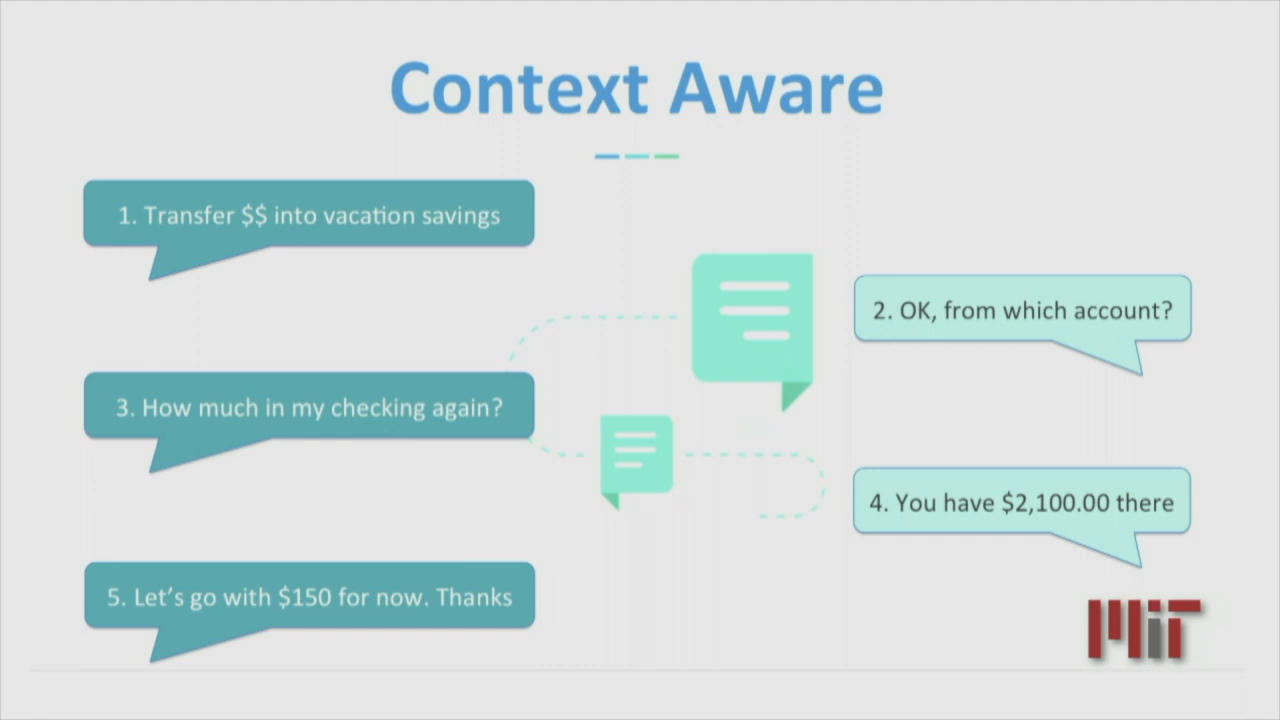 Context Aware
1. Transfer $$ into vacation savings
2. OK, from which account?
3. How much in my checking again?
4. You have $2,100.00 there
5. Let's go with $150 for now. Thanks
MIT